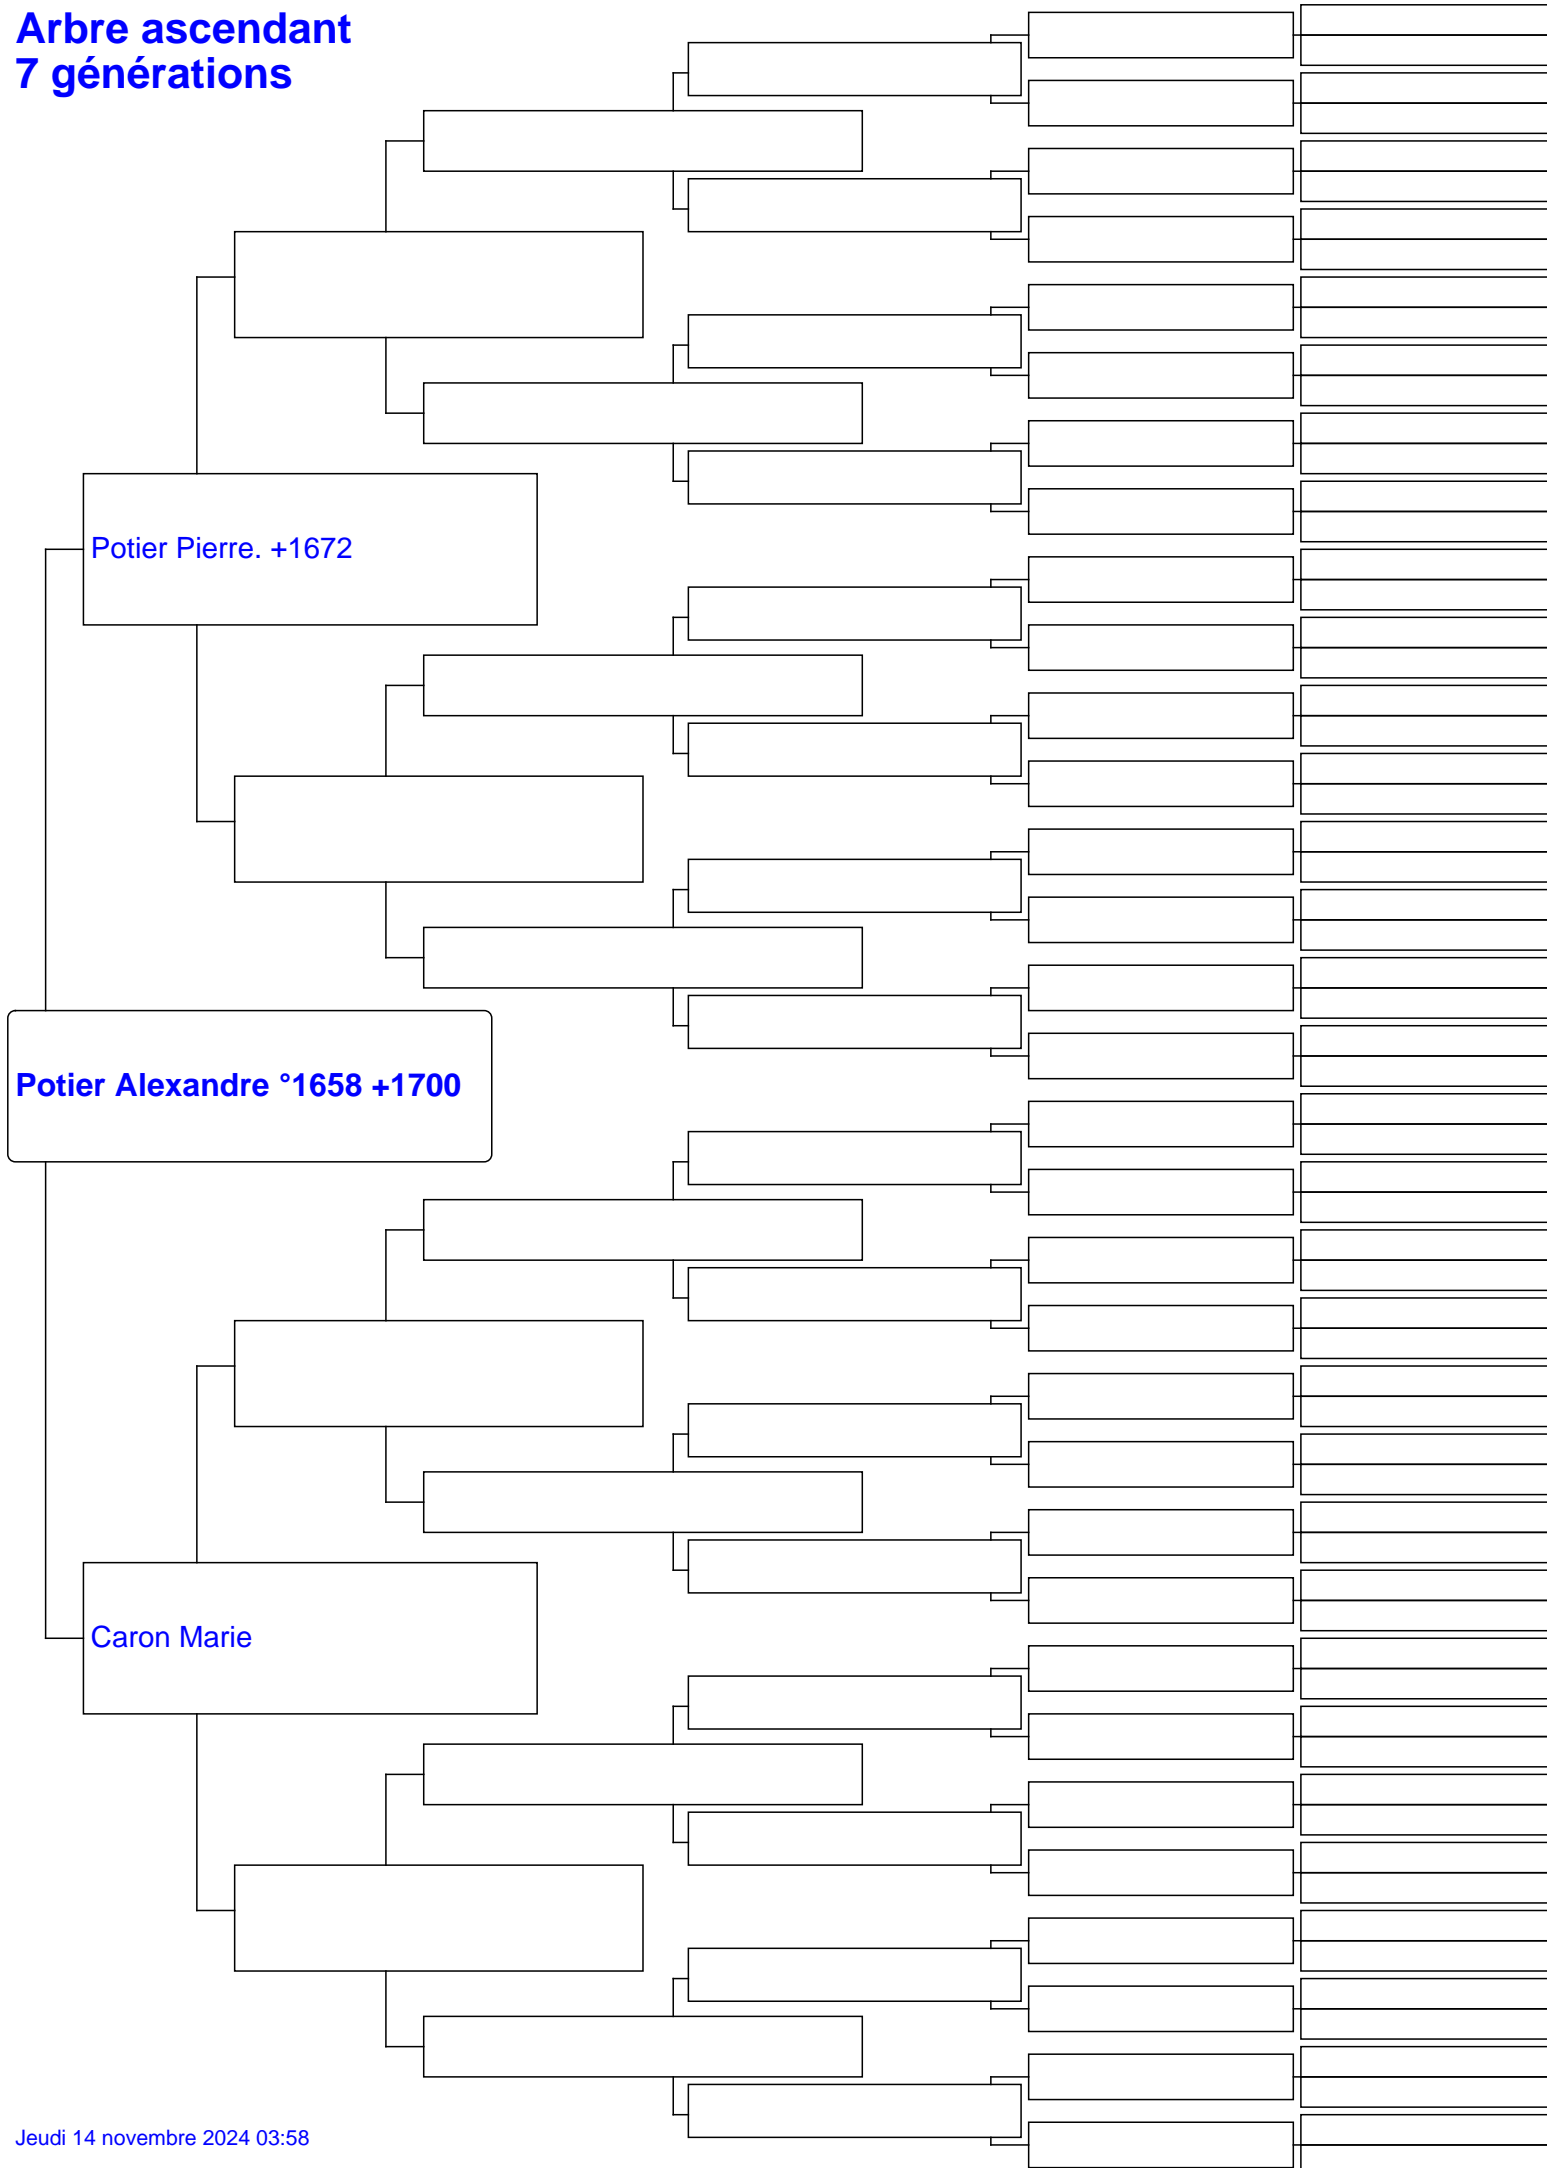 Arbre ascendant
7 générations
Potier Pierre. +1672
Potier Alexandre °1658 +1700
Caron Marie
Jeudi 14 novembre 2024 03:58